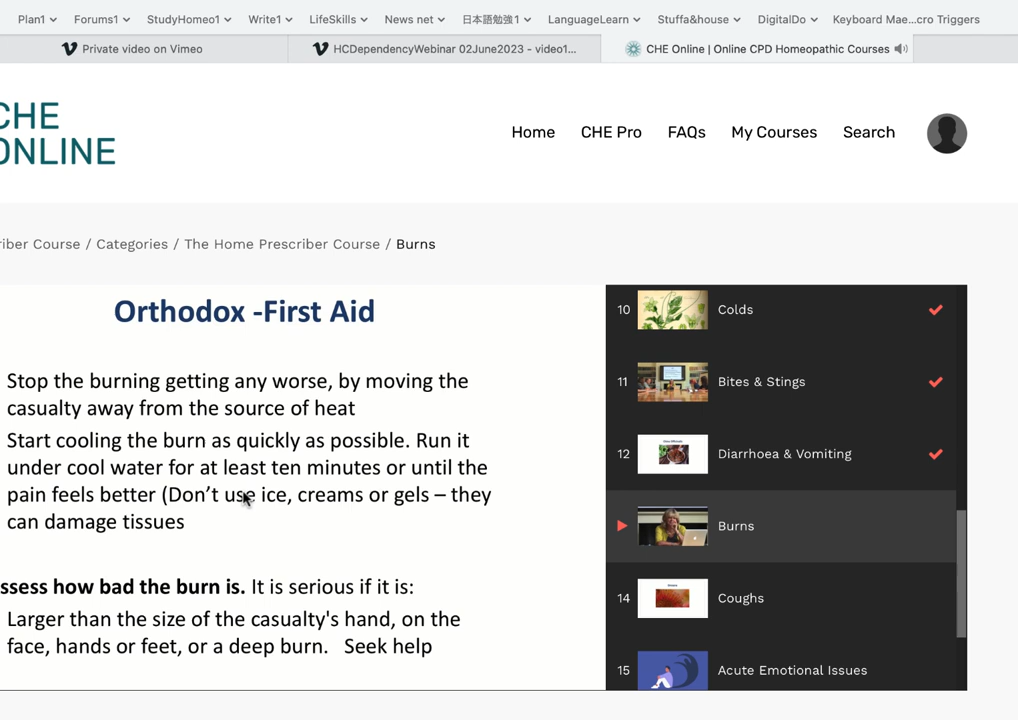 Plan1 Forums1 StudyHomeo1 Write1 LifeSkills News net 日本語勉強1 LanguageLearn Stuffa&house DigitalDo Keyboard Mae...cro Triggers
Private video on Vimeo HCDependencyWebinar 02June2023 - video1... CHE Online | Online CPD Homeopathic Courses
CHE
ONLINE
Home CHE Pro FAQs My Courses Search
riber Course / Categories / The Home Prescriber Course / Burns
Orthodox -First Aid
Stop the burning getting any worse, by moving the
casualty away from the source of heat
Start cooling the burn as quickly as possible. Run it
under cool water for at least ten minutes or until the
pain feels better (Don't use ice, creams or gels – they
can damage tissues
ssess how bad the burn is. It is serious if it is:
Larger than the size of the casualty's hand, on the
face, hands or feet, or a deep burn. Seek help
10 Colds
11 Bites & Stings
12 Diarrhoea & Vomiting
Burns
14 Coughs
15 Acute Emotional Issues